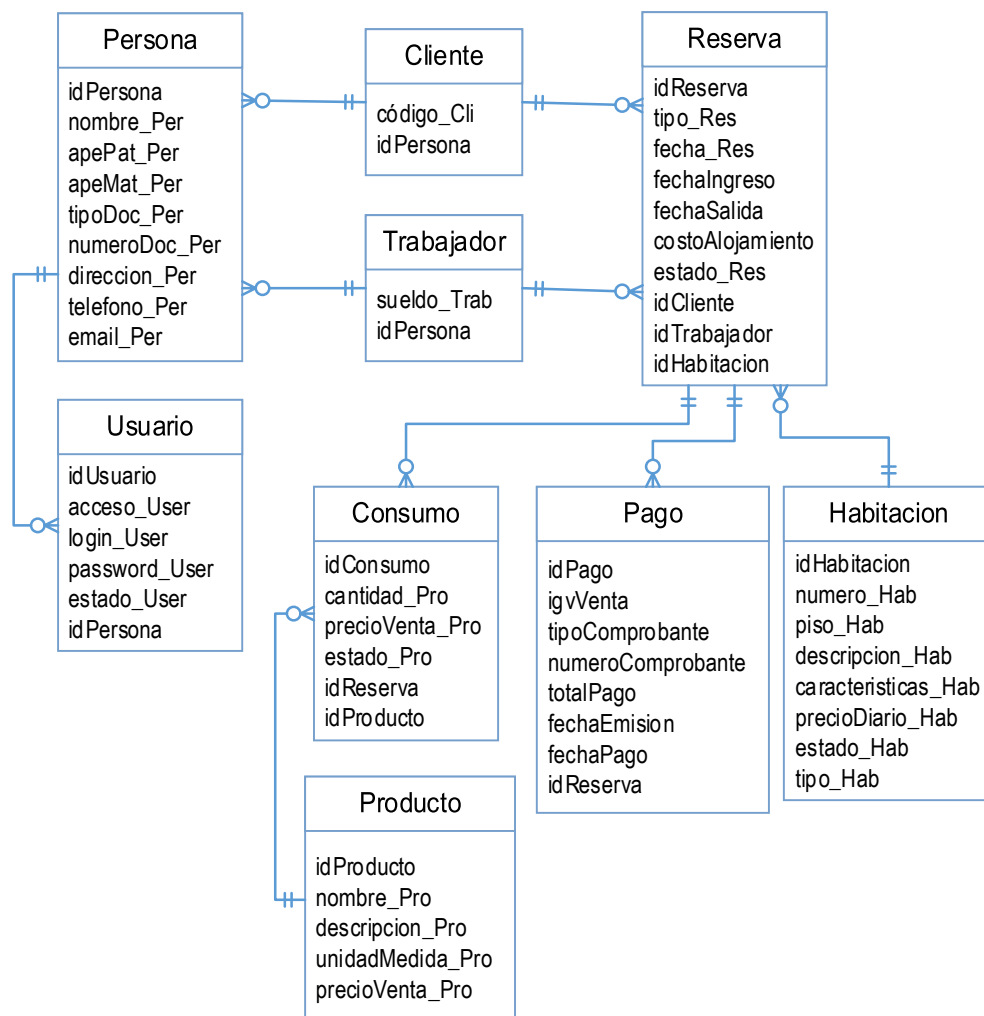 Persona
idPersona
nombre_Per
apePat_Per
apeMat_Per
tipoDoc_Per
numeroDoc_Per
direccion_Per
telefono_Per
email_Per
Cliente
código_Cli
idPersona
Reserva
idReserva
tipo_Res
fecha_Res
fechaIngreso
fechaSalida
costoAlojamiento
estado_Res
idCliente
idTrabajador
idHabitacion
Trabajador
sueldo_Trab
idPersona
Usuario
idUsuario
acceso_User
login_User
password_User
estado_User
idPersona
Consumo
idConsumo
cantidad_Pro
precioVenta_Pro
estado_Pro
idReserva
idProducto
Pago
idPago
igvVenta
tipoComprobante
numeroComprobante
totalPago
fechaEmision
fechaPago
idReserva
Habitacion
idHabitacion
numero_Hab
piso_Hab
descripcion_Hab
caracteristicas_Hab
precioDiario_Hab
estado_Hab
tipo_Hab
Producto
idProducto
nombre_Pro
descripcion_Pro
unidadMedida_Pro
precioVenta_Pro